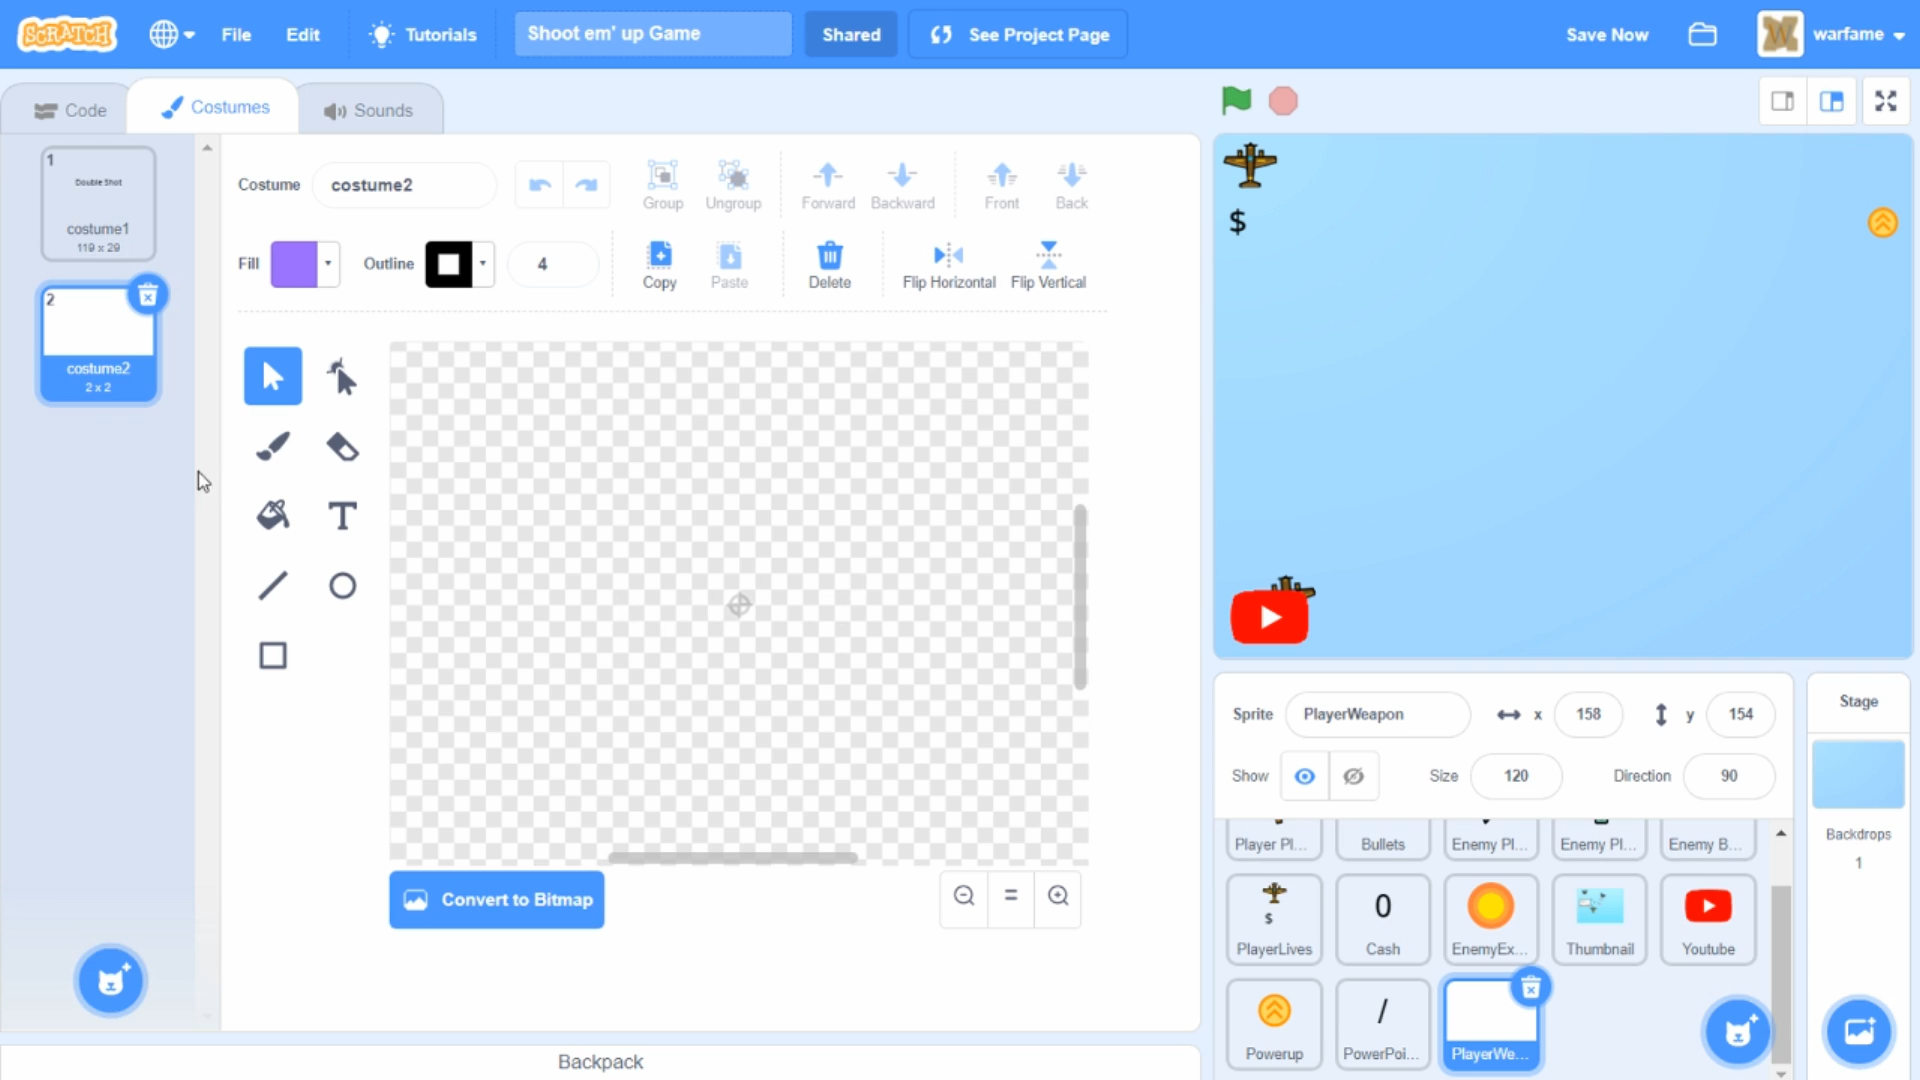 SCRATCH
File
Edit
Tutorials
Shoot em' up Game
Shared
See Project Page
Save Now
warfame
Code
Costumes
Sounds
1
Double Shot
costume1
119 x 29
2
costume2
2 x 2
Costume
costume2
Group
Ungroup
Forward
Backward
Front
Back
Fill
Outline
4
Copy
Paste
Delete
Flip Horizontal
Flip Vertical
T
Convert to Bitmap
Backpack
$
Sprite
PlayerWeapon
x
158
y
154
Show
Size
120
Direction
90
Stage
Backdrops
1
Player Pl...
Bullets
Enemy Pl...
Enemy Pl...
Enemy B...
$
PlayerLives
0
Cash
EnemyEx...
Thumbnail
Youtube
Powerup
/
PowerPoi...
PlayerWe...